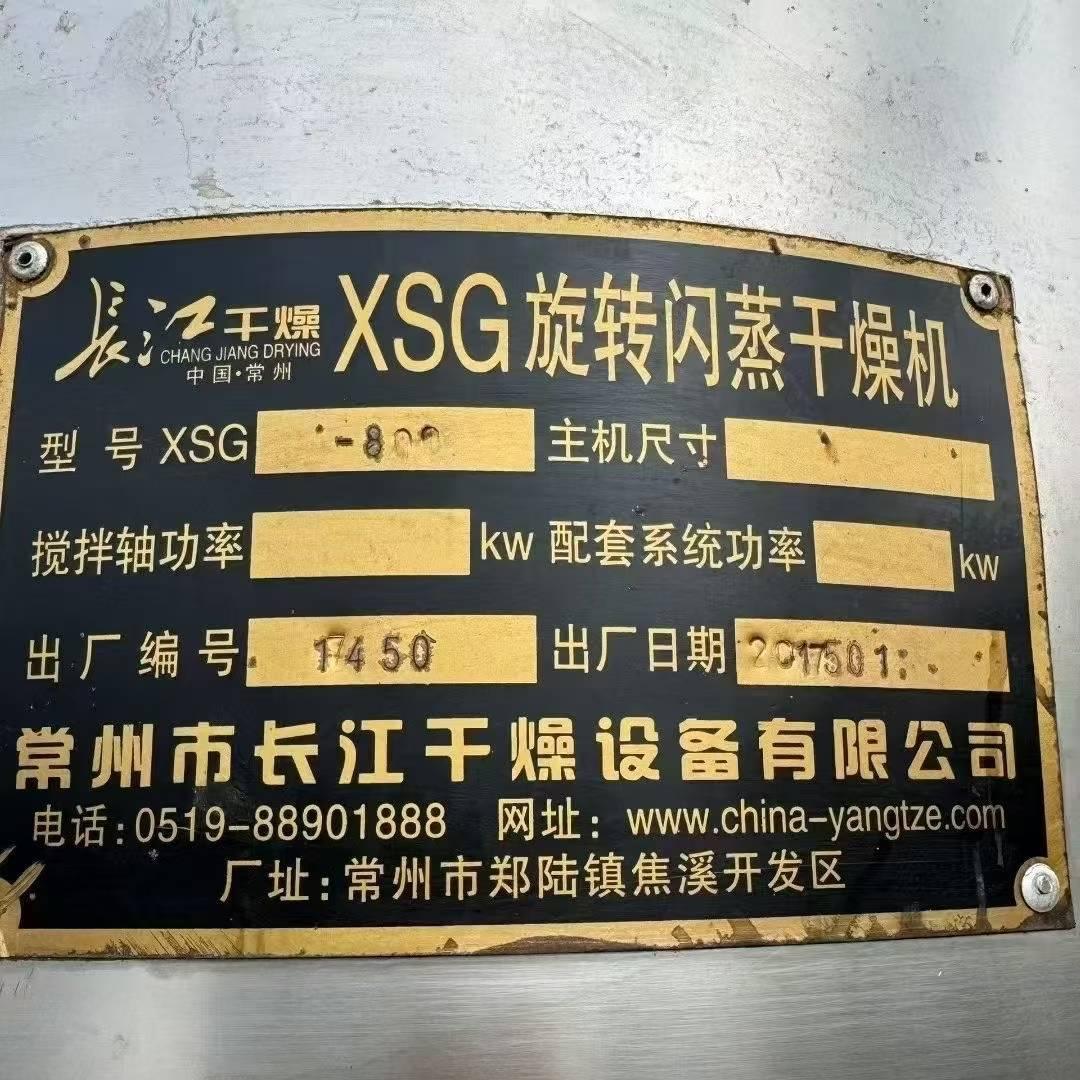 長江干燥
CHANG JIANG DRYING
中国·常州
XSG旋转闪蒸干燥机
型号 XSG -800 主机尺寸
搅拌轴功率 kw 配套系统功率 kw
出厂编号 17450 出厂日期 2017501
常州市长江干燥设备有限公司
电话:0519-88901888 网址:www.china-yangtze.com
厂址:常州市郑陆镇焦溪开发区